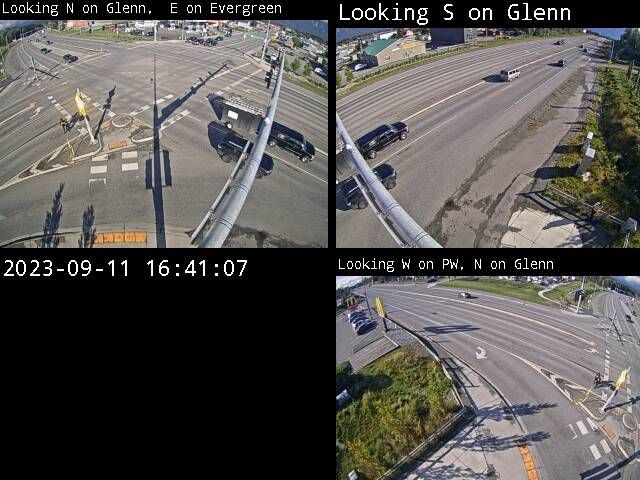 Looking N on Glenn,  E on Evergreen
Looking S on Glenn
2023-09-11 16:41:07
Looking W on PW, N on Glenn